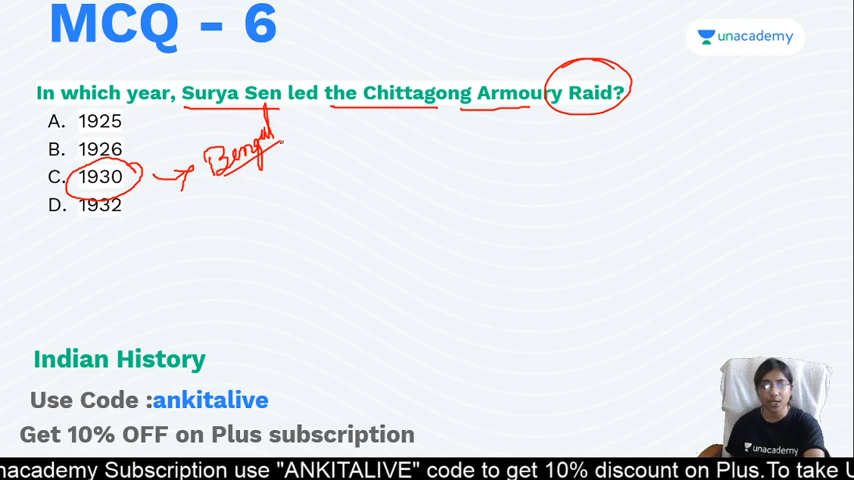 MCQ - 6
unacademy
In which year, Surya Sen led the Chittagong Armoury Raid?
A. 1925
B. 1926
C. 1930
Bengal
D. 1932
Indian History
Use Code :ankitalive
Get 10% OFF on Plus subscription
unacademy
nacademy Subscription use "ANKITALIVE" code to get 10% discount on Plus.To take U